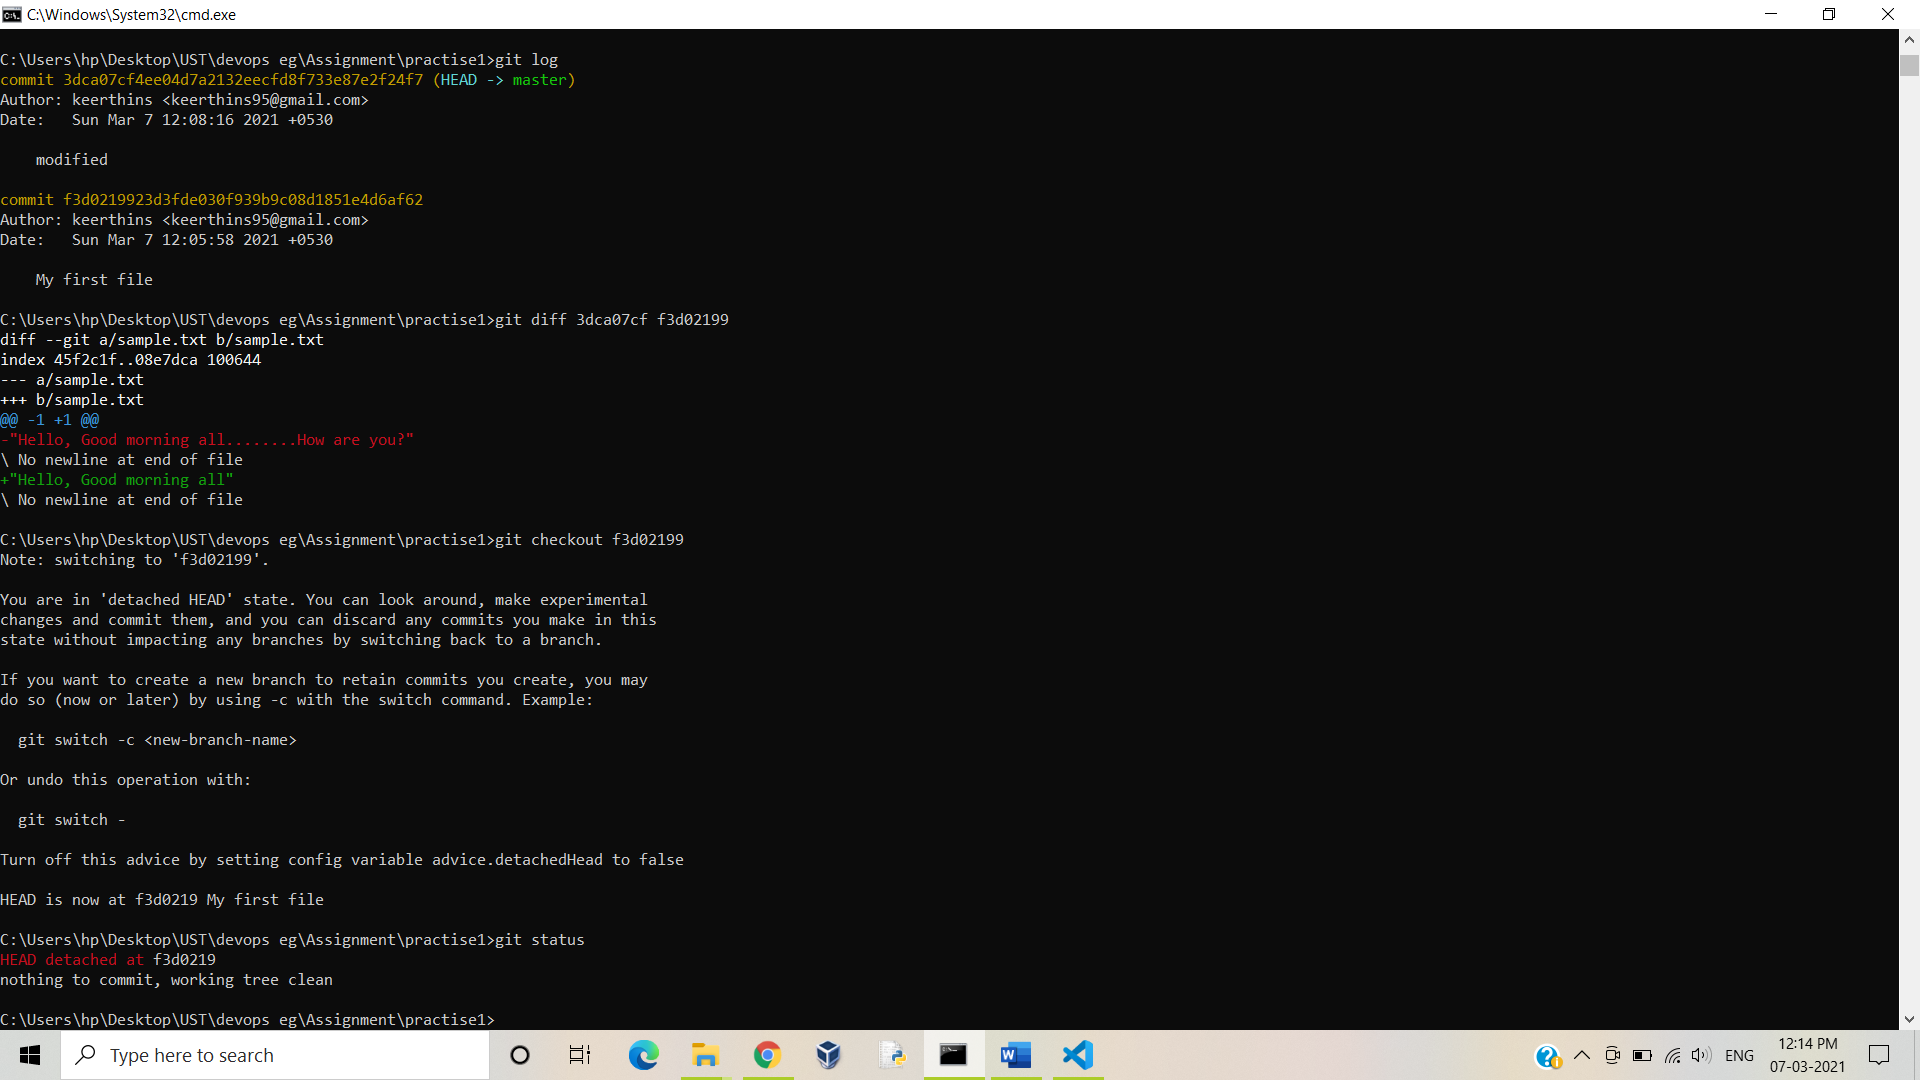 C:\Windows\System32\cmd.exe
C:\Users\hp\Desktop\UST\devops eg\Assignment\practise1>git log
commit 3dca07cf4ee04d7a2132eecfd8f733e87e2f24f7 (HEAD -> master)
Author: keerthins <keerthins95@gmail.com>
Date:   Sun Mar 7 12:08:16 2021 +0530
    modified
commit f3d0219923d3fde030f939b9c08d1851e4d6af62
Author: keerthins <keerthins95@gmail.com>
Date:   Sun Mar 7 12:05:58 2021 +0530
    My first file
C:\Users\hp\Desktop\UST\devops eg\Assignment\practise1>git diff 3dca07cf f3d02199
diff --git a/sample.txt b/sample.txt
index 45f2c1f..08e7dca 100644
--- a/sample.txt
+++ b/sample.txt
@@ -1 +1 @@
-"Hello, Good morning all........How are you?"
\ No newline at end of file
+"Hello, Good morning all"
\ No newline at end of file
C:\Users\hp\Desktop\UST\devops eg\Assignment\practise1>git checkout f3d02199
Note: switching to 'f3d02199'.
You are in 'detached HEAD' state. You can look around, make experimental
changes and commit them, and you can discard any commits you make in this
state without impacting any branches by switching back to a branch.
If you want to create a new branch to retain commits you create, you may
do so (now or later) by using -c with the switch command. Example:
  git switch -c <new-branch-name>
Or undo this operation with:
  git switch -
Turn off this advice by setting config variable advice.detachedHead to false
HEAD is now at f3d0219 My first file
C:\Users\hp\Desktop\UST\devops eg\Assignment\practise1>git status
HEAD detached at f3d0219
nothing to commit, working tree clean
C:\Users\hp\Desktop\UST\devops eg\Assignment\practise1>
Type here to search
ENG
12:14 PM
07-03-2021